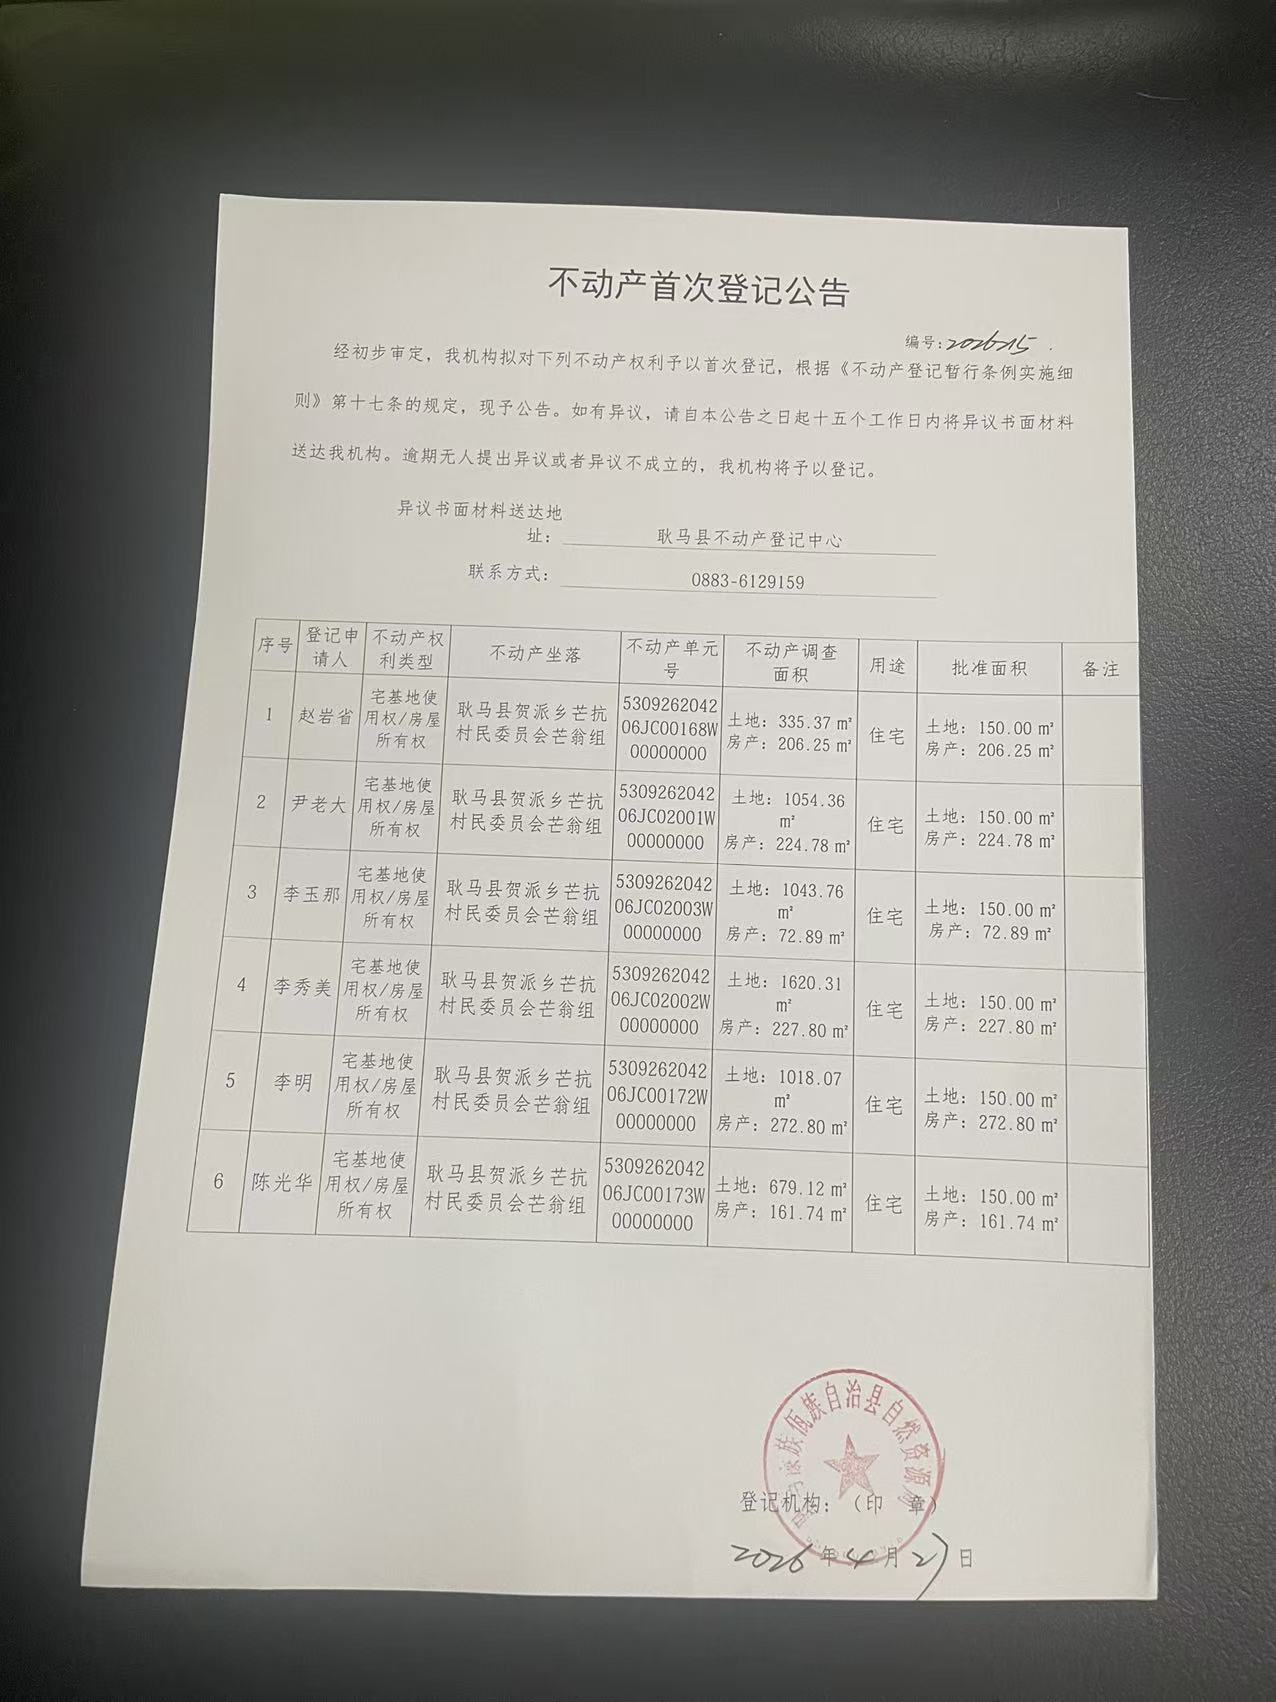 不动产首次登记公告
编号:202615.
经初步审定，我机构拟对下列不动产权利予以首次登记，根据《不动产登记暂行条例实施细
则》第十七条的规定，现予公告。如有异议，请自本公告之日起十五个工作日内将异议书面材料
送达我机构。逾期无人提出异议或者异议不成立的，我机构将予以登记。
异议书面材料送达地
址： 耿马县不动产登记中心
联系方式： 0883-6129159
序号 登记申请人 不动产权利类型 不动产坐落 不动产单元号 不动产调查面积 用途 批准面积 备注
1 赵岩省 宅基地使用权/房屋所有权 耿马县贺派乡芒抗村民委员会芒翁组 530926204206JC00168W00000000 土地：335.37㎡ 房产：206.25㎡ 住宅 土地：150.00㎡ 房产：206.25㎡
2 尹老大 宅基地使用权/房屋所有权 耿马县贺派乡芒抗村民委员会芒翁组 530926204206JC02001W00000000 土地：1054.36㎡ 房产：224.78㎡ 住宅 土地：150.00㎡ 房产：224.78㎡
3 李玉那 宅基地使用权/房屋所有权 耿马县贺派乡芒抗村民委员会芒翁组 530926204206JC02003W00000000 土地：1043.76㎡ 房产：72.89㎡ 住宅 土地：150.00㎡ 房产：72.89㎡
4 李秀美 宅基地使用权/房屋所有权 耿马县贺派乡芒抗村民委员会芒翁组 530926204206JC02002W00000000 土地：1620.31㎡ 房产：227.80㎡ 住宅 土地：150.00㎡ 房产：227.80㎡
5 李明 宅基地使用权/房屋所有权 耿马县贺派乡芒抗村民委员会芒翁组 530926204206JC00172W00000000 土地：1018.07㎡ 房产：272.80㎡ 住宅 土地：150.00㎡ 房产：272.80㎡
6 陈光华 宅基地使用权/房屋所有权 耿马县贺派乡芒抗村民委员会芒翁组 530926204206JC00173W00000000 土地：679.12㎡ 房产：161.74㎡ 住宅 土地：150.00㎡ 房产：161.74㎡
族佤族自治县自然资源局
登记机构：（印 章）
2026年4月27日